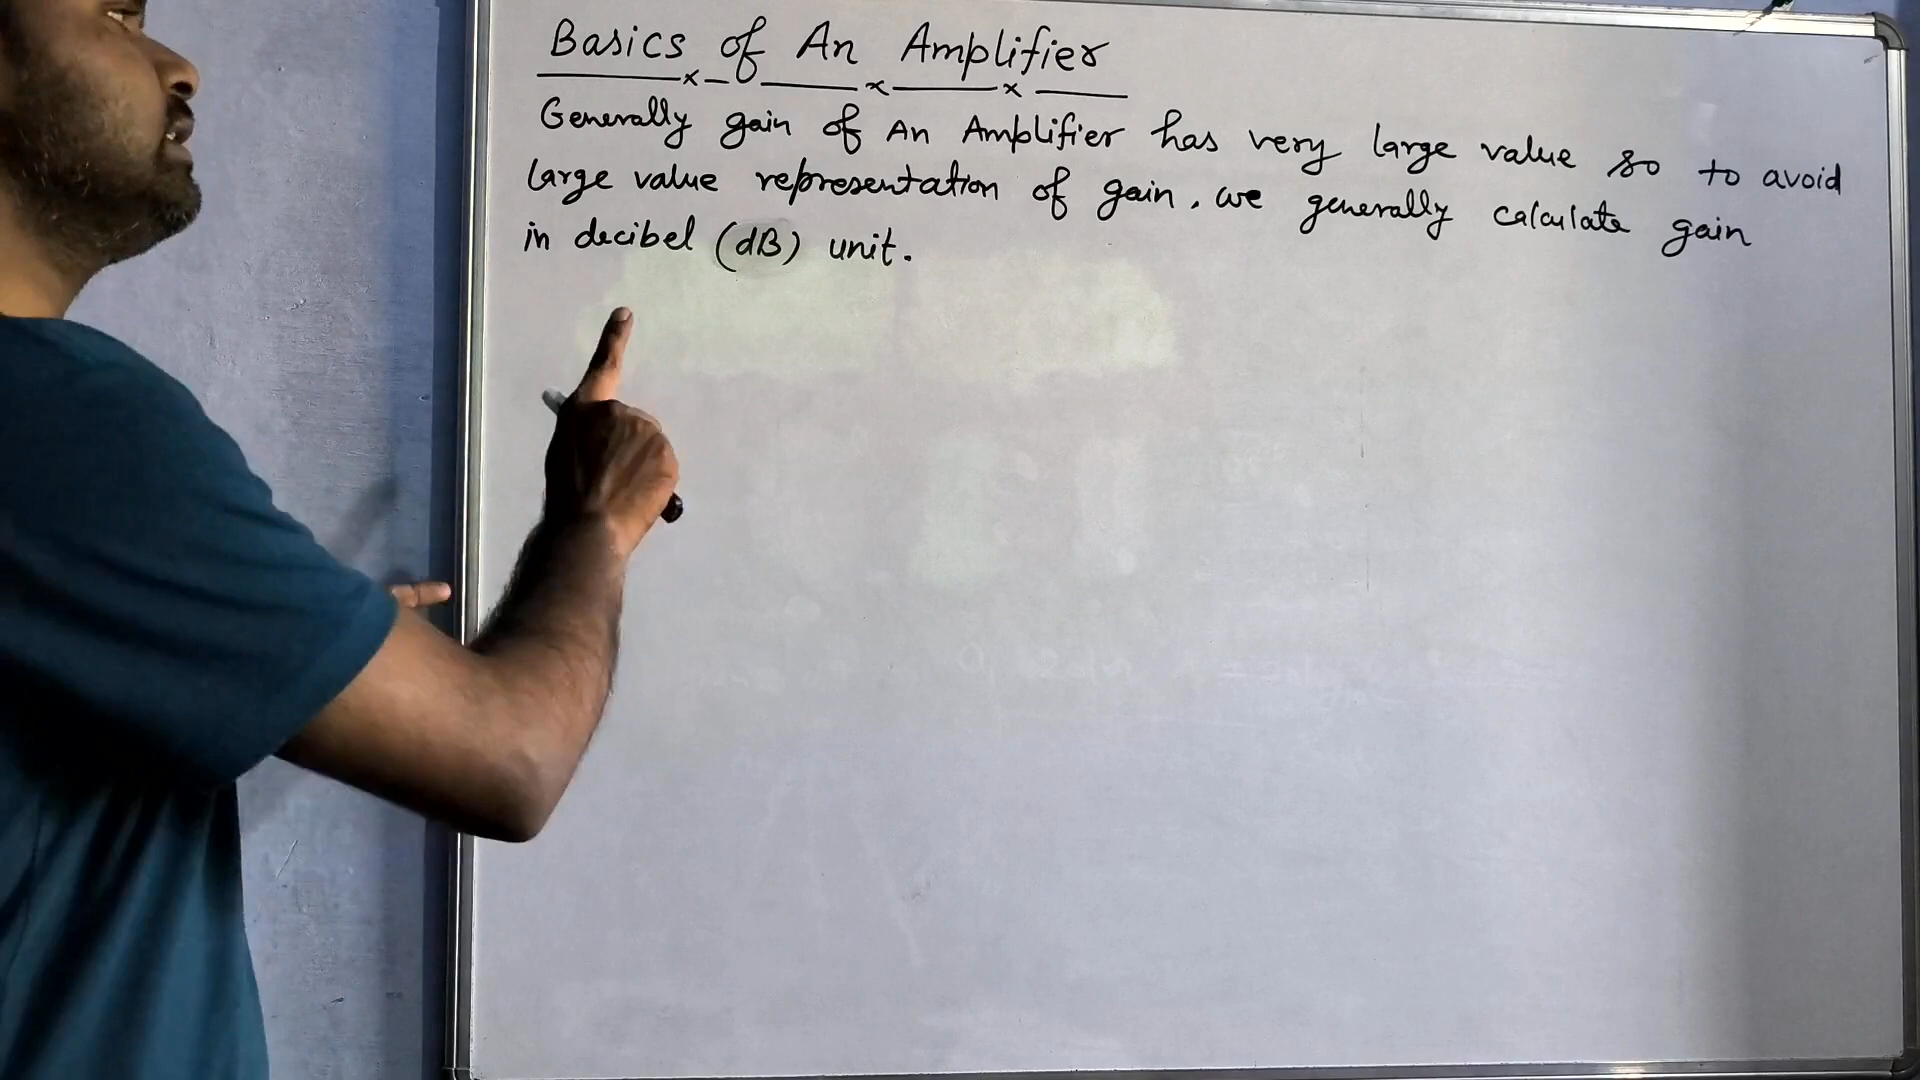 Basics of An Amplifier
Generally gain of An Amplifier has very large value so to avoid
large value representation of gain, we generally calculate gain
in decibel (dB) unit.